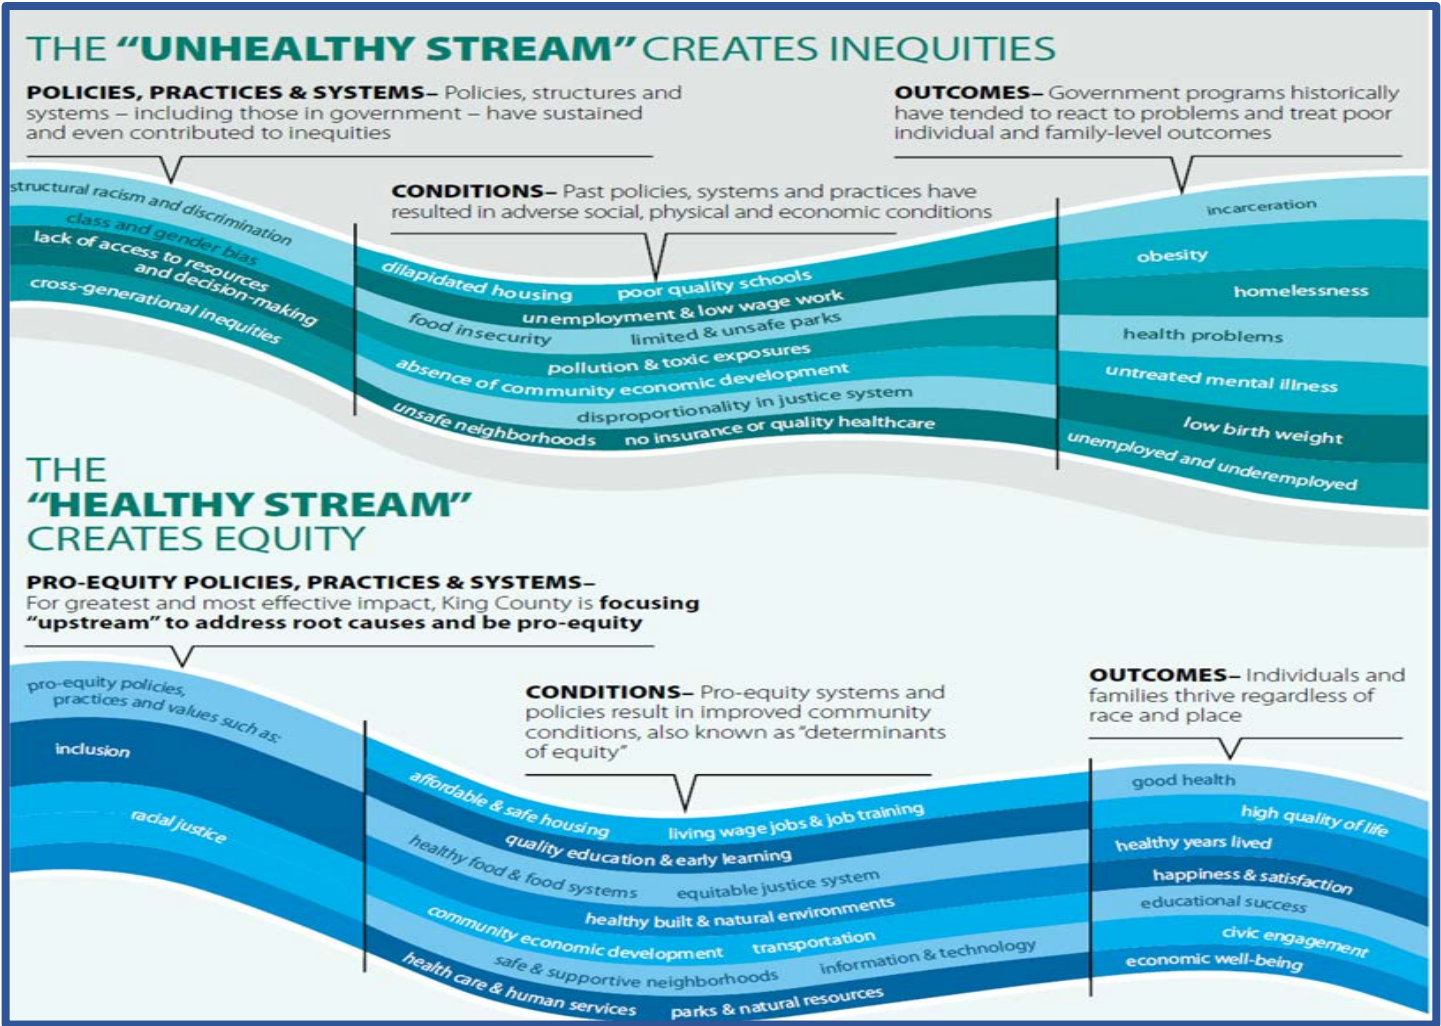 THE “UNHEALTHY STREAM” CREATES INEQUITIES
POLICIES, PRACTICES & SYSTEMS– Policies, structures and
systems – including those in government – have sustained
and even contributed to inequities
OUTCOMES– Government programs historically
have tended to react to problems and treat poor
individual and family-level outcomes
CONDITIONS– Past policies, systems and practices have
resulted in adverse social, physical and economic conditions
structural racism and discrimination
class and gender bias
lack of access to resources
and decision-making
cross-generational inequities
dilapidated housing
poor quality schools
unemployment & low wage work
food insecurity
limited & unsafe parks
pollution & toxic exposures
absence of community economic development
disproportionality in justice system
unsafe neighborhoods
no insurance or quality healthcare
incarceration
obesity
homelessness
health problems
untreated mental illness
low birth weight
unemployed and underemployed
THE
“HEALTHY STREAM”
CREATES EQUITY
PRO-EQUITY POLICIES, PRACTICES & SYSTEMS–
For greatest and most effective impact, King County is focusing
“upstream” to address root causes and be pro-equity
CONDITIONS– Pro-equity systems and
policies result in improved community
conditions, also known as “determinants
of equity”
OUTCOMES– Individuals and
families thrive regardless of
race and place
pro-equity policies,
practices and values such as:
inclusion
racial justice
affordable & safe housing
living wage jobs & job training
quality education & early learning
healthy food & food systems
equitable justice system
healthy built & natural environments
community economic development
transportation
safe & supportive neighborhoods
information & technology
health care & human services
parks & natural resources
good health
high quality of life
healthy years lived
happiness & satisfaction
educational success
civic engagement
economic well-being